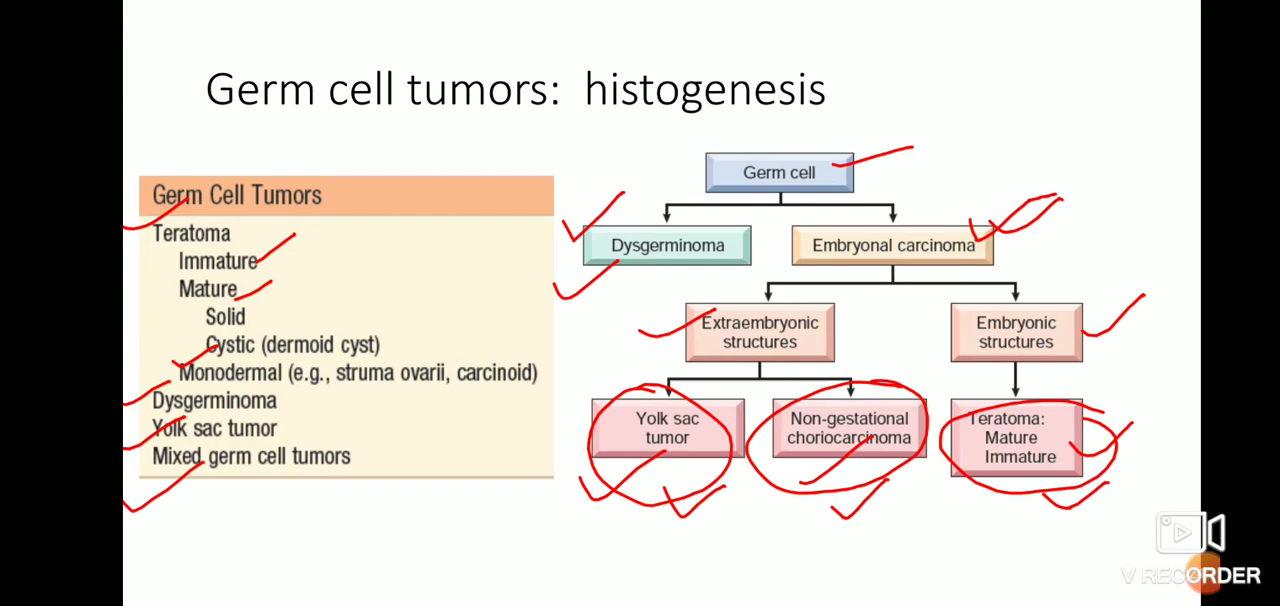 Germ cell tumors: histogenesis
Germ Cell Tumors
Teratoma
Immature
Mature
Solid
Cystic (dermoid cyst)
Monodermal (e.g., struma ovarii, carcinoid)
Dysgerminoma
Yolk sac tumor
Mixed germ cell tumors
Germ cell
Dysgerminoma
Embryonal carcinoma
Extraembryonic
structures
Embryonic
structures
Yolk sac
tumor
Non-gestational
choriocarcinoma
Teratoma:
Mature
Immature
V RECORDER